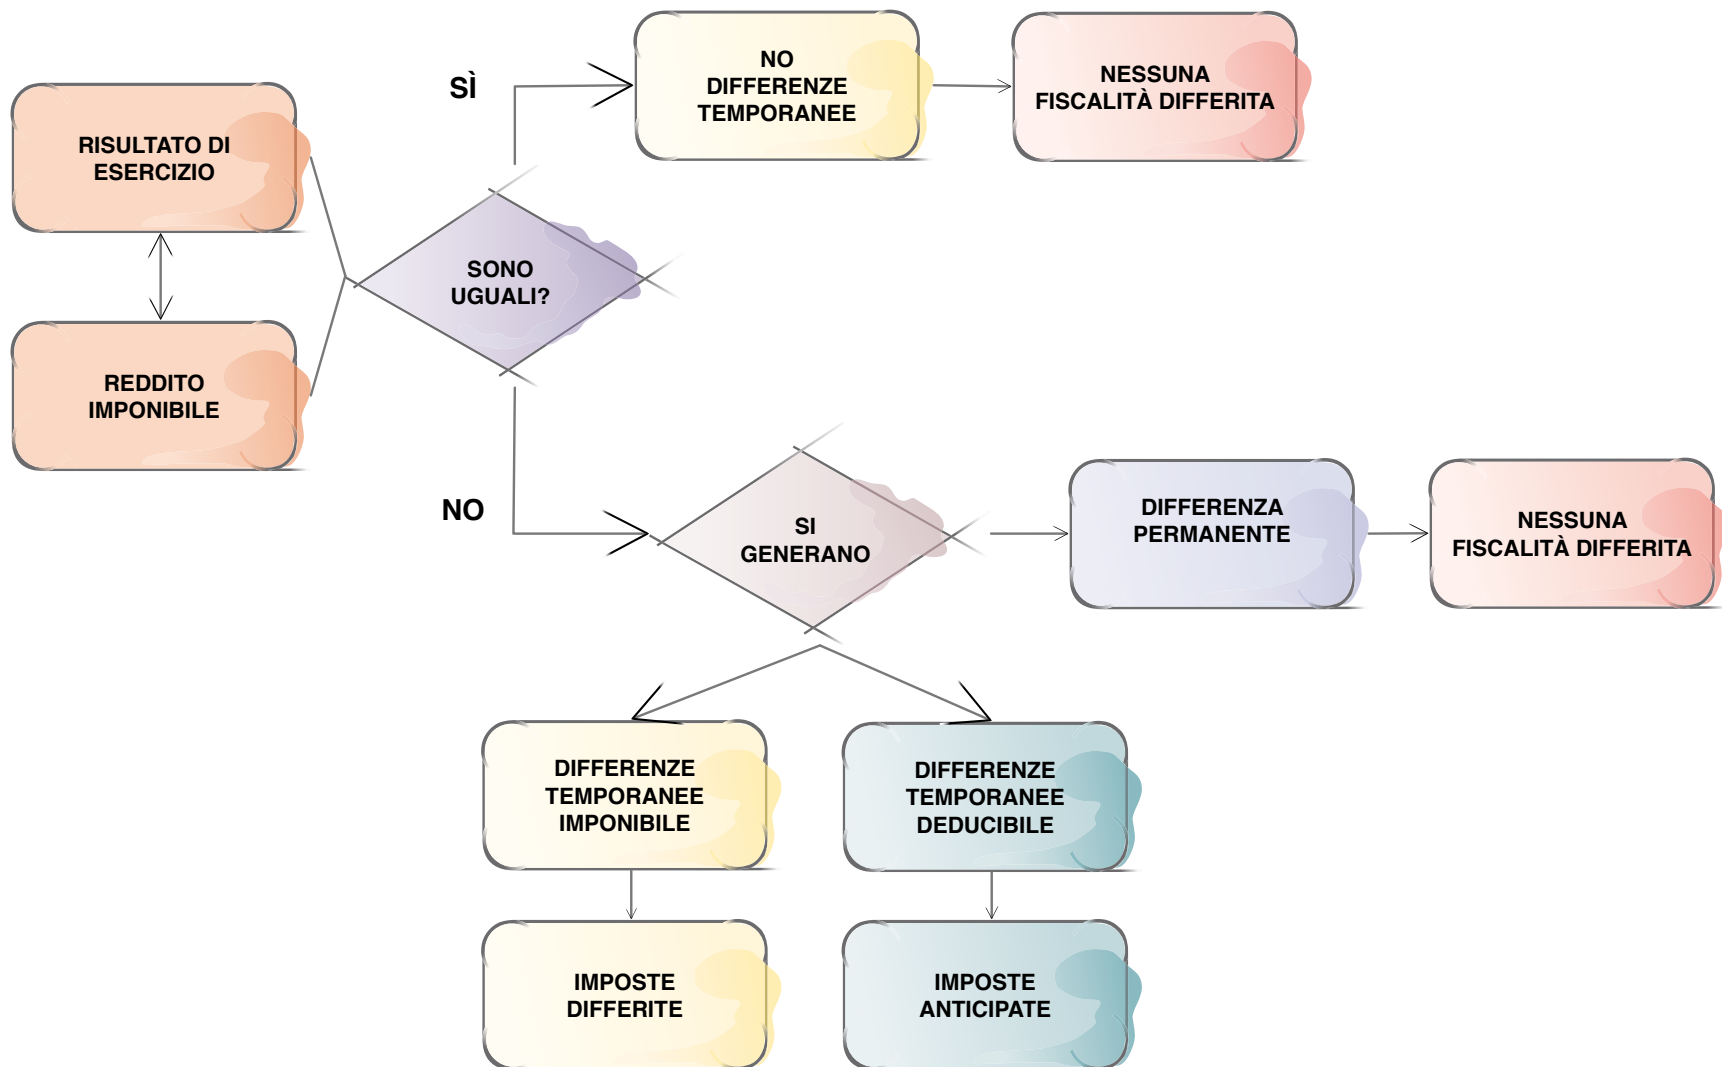 SÌ
NO
DIFFERENZE
TEMPORANEE
NESSUNA
FISCALITÀ DIFFERITA
RISULTATO DI
ESERCIZIO
SONO
UGUALI?
REDDITO
IMPONIBILE
NO
SI
GENERANO
DIFFERENZA
PERMANENTE
NESSUNA
FISCALITÀ DIFFERITA
DIFFERENZE
TEMPORANEE
IMPONIBILE
DIFFERENZE
TEMPORANEE
DEDUCIBILE
IMPOSTE
DIFFERITE
IMPOSTE
ANTICIPATE